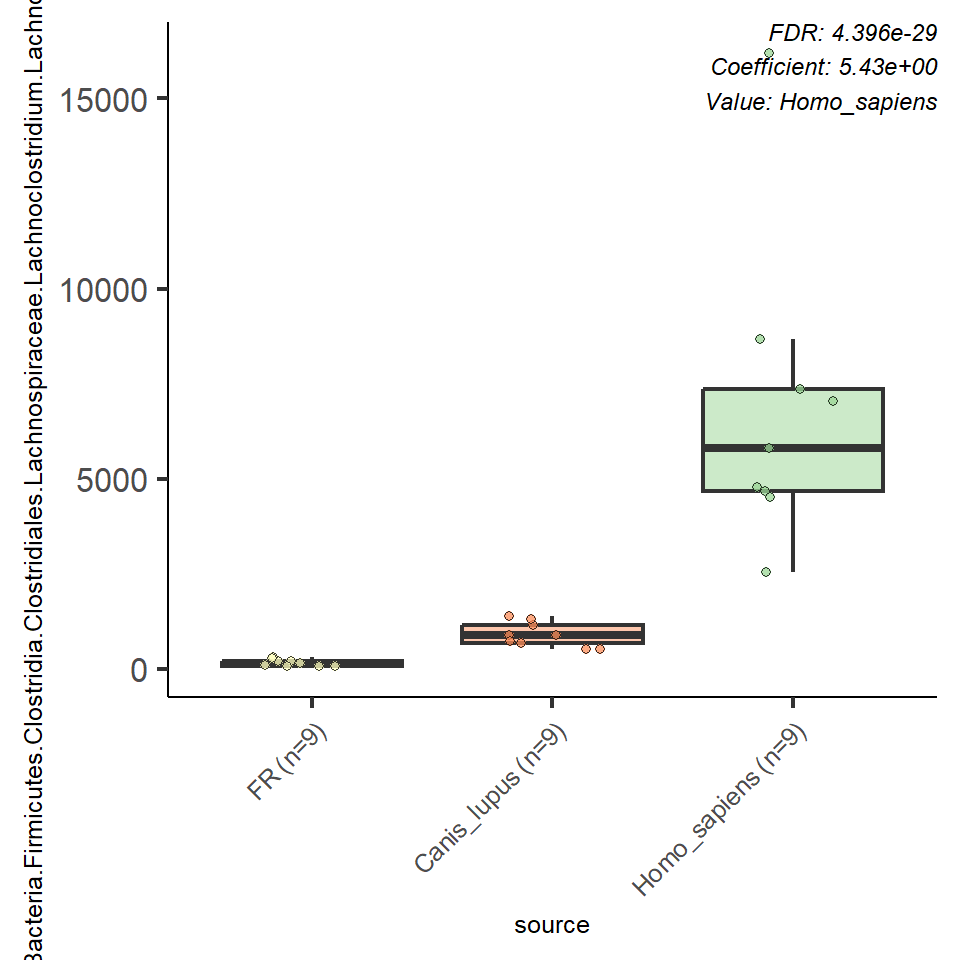 Bacteria.Firmicutes.Clostridia.Clostridiales.Lachnospiraceae.Lachnoclostridium.Lachno
FDR: 4.396e-29
Coefficient: 5.43e+00
Value: Homo_sapiens
15000
10000
5000
0
FR (n=9)
Canis_lupus (n=9)
Homo_sapiens (n=9)
source